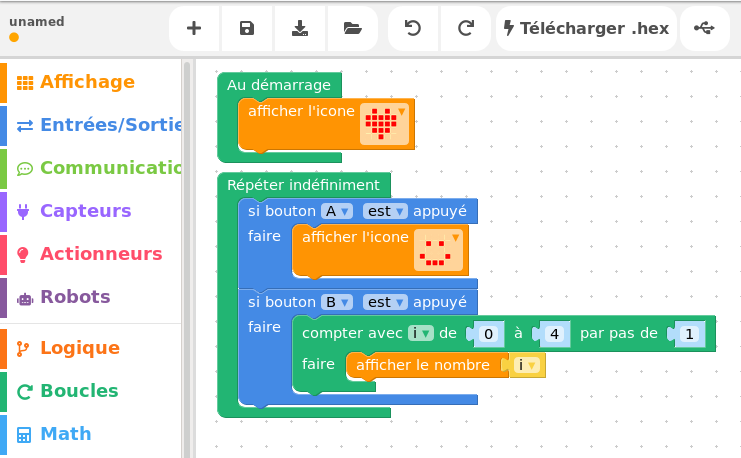 unamed
Télécharger .hex
Affichage
Entrées/Sortie
Communicatio
Capteurs
Actionneurs
Robots
Logique
Boucles
Math
Au démarrage
afficher l'icone
Répéter indéfiniment
si bouton A est appuyé
faire afficher l'icone
si bouton B est appuyé
faire compter avec i de 0 à 4 par pas de 1
faire afficher le nombre i